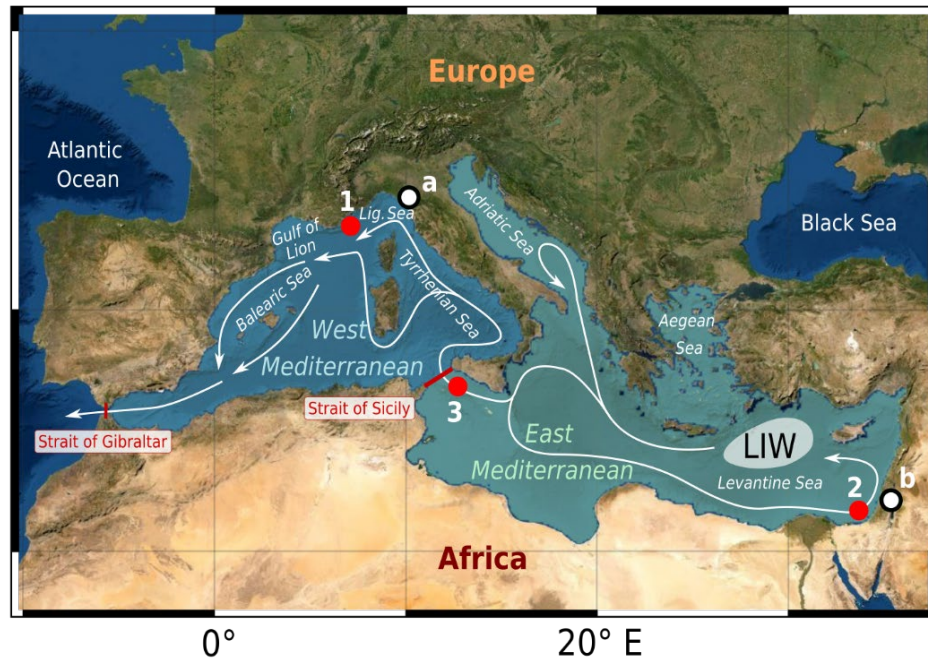 Europe
Atlantic
Ocean
a
1
Lig. Sea
Gulf of
Lion
Adriatic Sea
Black Sea
Balearic Sea
Tyrrhenian Sea
Aegean
Sea
West
Mediterranean
Strait of Sicily
3
Strait of Gibraltar
East
Mediterranean
LIW
Levantine Sea
2
b
Africa
0°
20° E